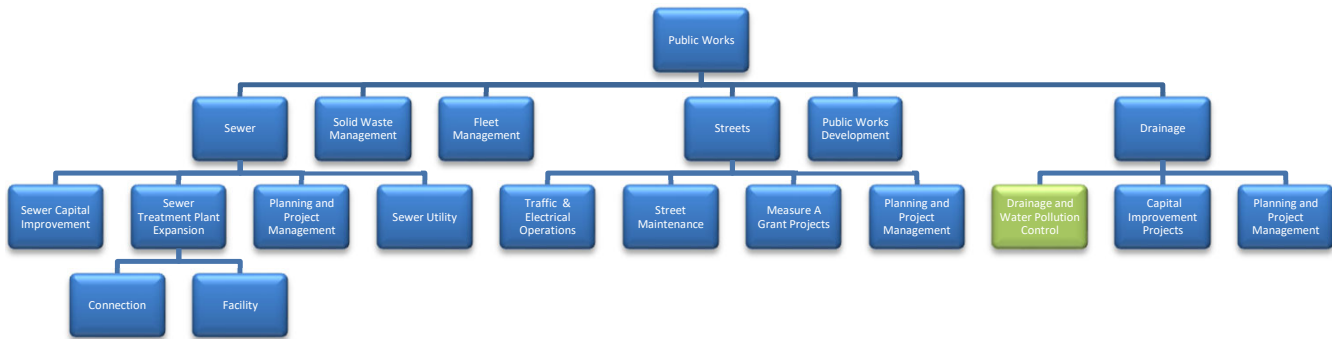 Public Works
Sewer
Solid Waste
Management
Fleet
Management
Streets
Public Works
Development
Drainage
Sewer Capital
Improvement
Sewer
Treatment Plant
Expansion
Planning and
Project
Management
Sewer Utility
Traffic &
Electrical
Operations
Street
Maintenance
Measure A
Grant Projects
Planning and
Project
Management
Drainage and
Water Pollution
Control
Capital
Improvement
Projects
Planning and
Project
Management
Connection
Facility